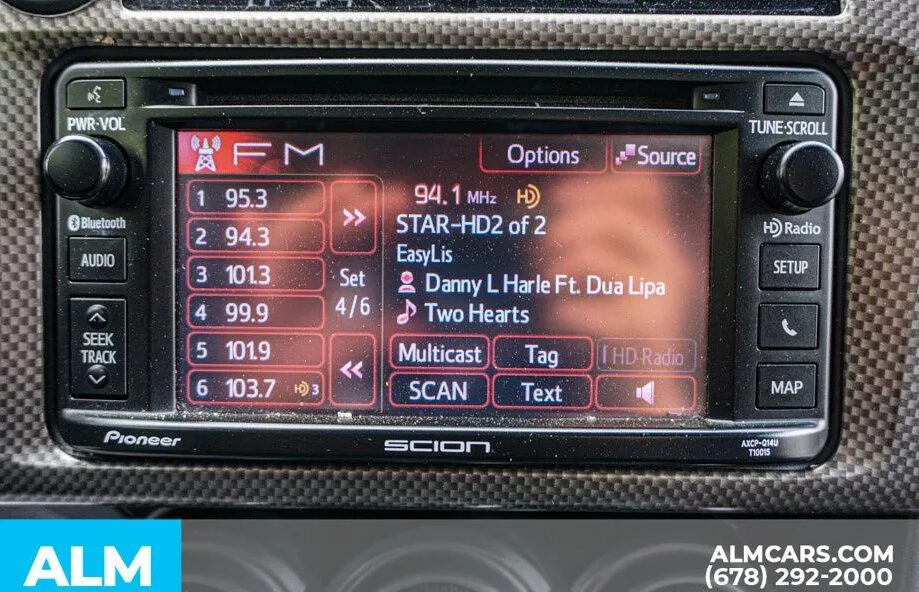 PWR·VOL
Bluetooth
AUDIO
SEEK
TRACK
FM
Options
Source
1 95.3
2 94.3
3 101.3
4 99.9
5 101.9
6 103.7 HD 3
Set
4/6
94.1 MHz HD
STAR-HD2 of 2
EasyLis
Danny L Harle Ft. Dua Lipa
Two Hearts
Multicast
Tag
HD Radio
SCAN
Text
TUNE·SCROLL
HD Radio
SETUP
MAP
Pioneer
SCION
AXCP-Q14U
T10015
ALM
ALMCARS.COM
(678) 292-2000